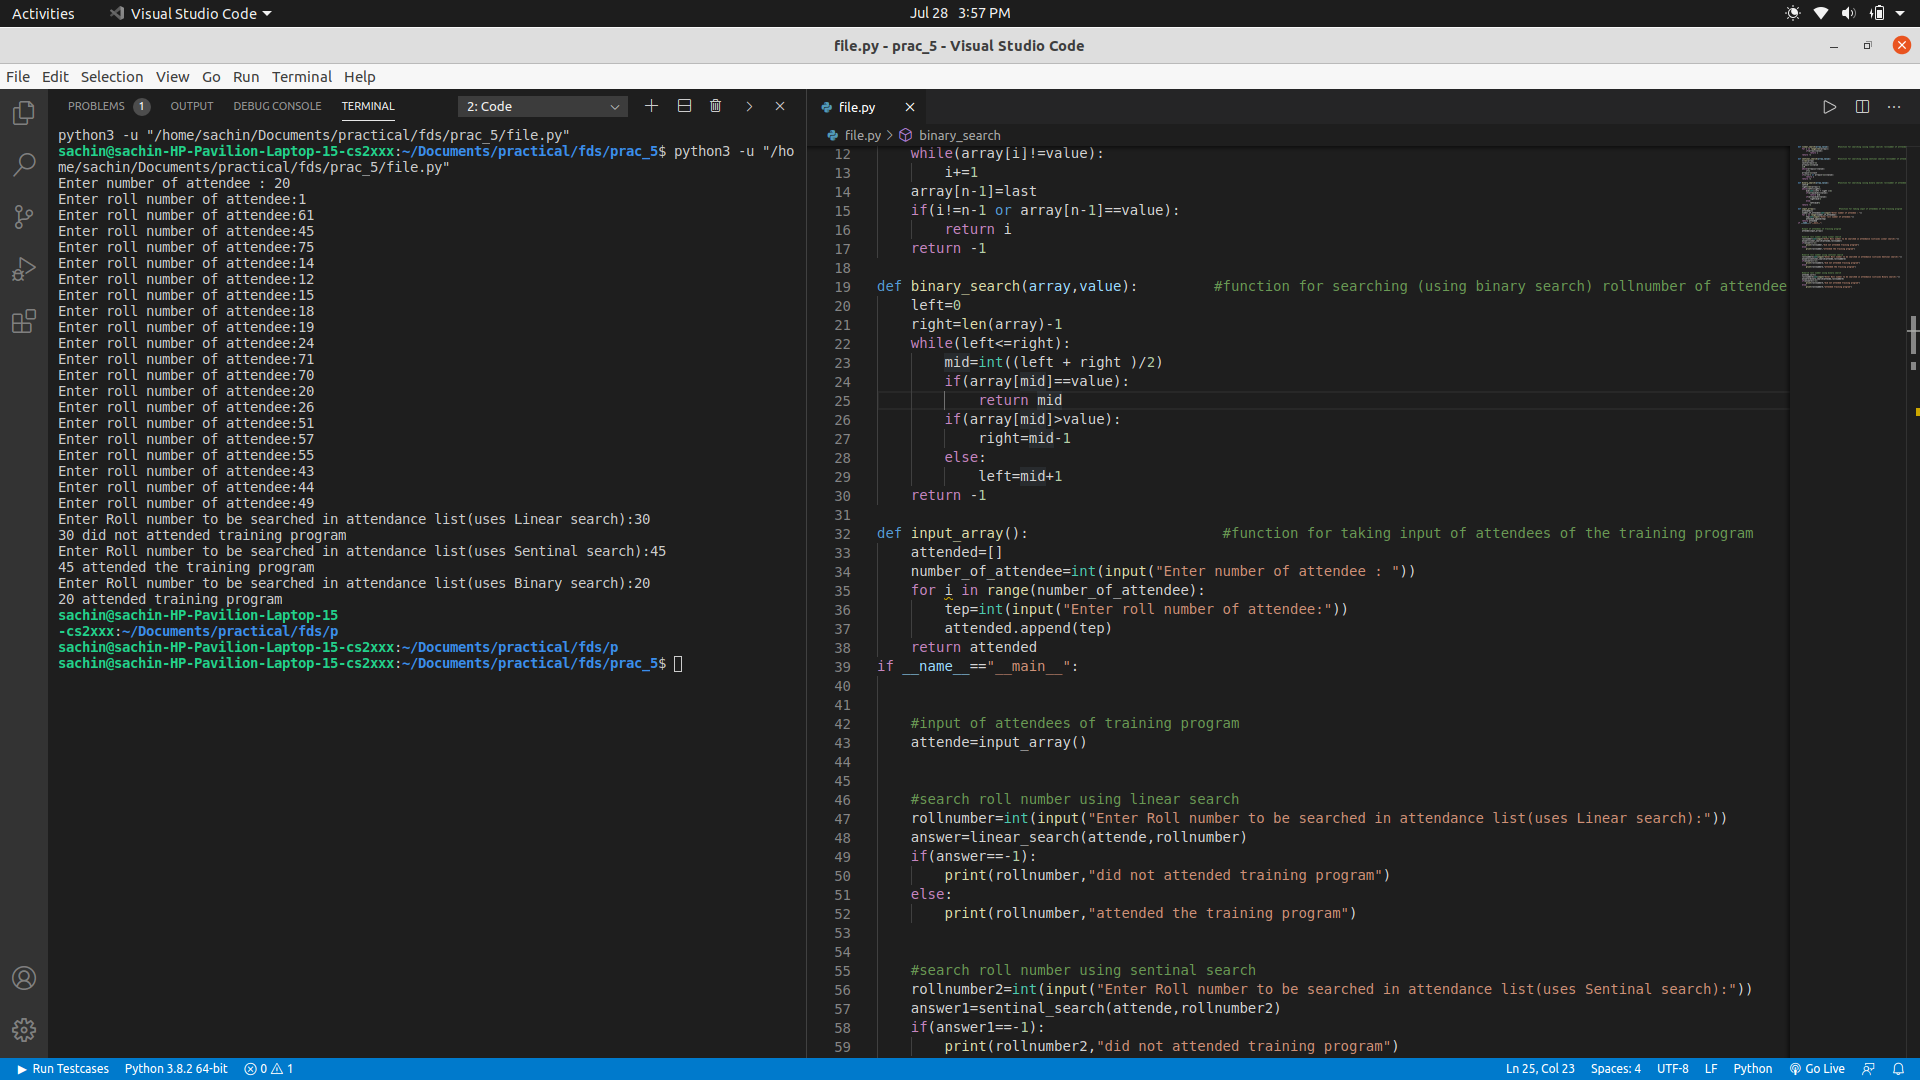 Activities
Visual Studio Code
Jul 28 3:57 PM
file.py - prac_5 - Visual Studio Code
File Edit Selection View Go Run Terminal Help
PROBLEMS 1 OUTPUT DEBUG CONSOLE TERMINAL
2: Code
python3 -u "/home/sachin/Documents/practical/fds/prac_5/file.py"
sachin@sachin-HP-Pavilion-Laptop-15-cs2xxx:~/Documents/practical/fds/prac_5$ python3 -u "/ho
me/sachin/Documents/practical/fds/prac_5/file.py"
Enter number of attendee : 20
Enter roll number of attendee:1
Enter roll number of attendee:61
Enter roll number of attendee:45
Enter roll number of attendee:75
Enter roll number of attendee:14
Enter roll number of attendee:12
Enter roll number of attendee:15
Enter roll number of attendee:18
Enter roll number of attendee:19
Enter roll number of attendee:24
Enter roll number of attendee:71
Enter roll number of attendee:70
Enter roll number of attendee:20
Enter roll number of attendee:26
Enter roll number of attendee:51
Enter roll number of attendee:57
Enter roll number of attendee:55
Enter roll number of attendee:43
Enter roll number of attendee:44
Enter roll number of attendee:49
Enter Roll number to be searched in attendance list(uses Linear search):30
30 did not attended training program
Enter Roll number to be searched in attendance list(uses Sentinal search):45
45 attended the training program
Enter Roll number to be searched in attendance list(uses Binary search):20
20 attended training program
sachin@sachin-HP-Pavilion-Laptop-15
-cs2xxx:~/Documents/practical/fds/p
sachin@sachin-HP-Pavilion-Laptop-15-cs2xxx:~/Documents/practical/fds/p
sachin@sachin-HP-Pavilion-Laptop-15-cs2xxx:~/Documents/practical/fds/prac_5$
file.py
file.py > binary_search
12 while(array[i]!=value):
13 i+=1
14 array[n-1]=last
15 if(i!=n-1 or array[n-1]==value):
16 return i
17 return -1
18
19 def binary_search(array,value): #function for searching (using binary search) rollnumber of attendee
20 left=0
21 right=len(array)-1
22 while(left<=right):
23 mid=int((left + right )/2)
24 if(array[mid]==value):
25 return mid
26 if(array[mid]>value):
27 right=mid-1
28 else:
29 left=mid+1
30 return -1
31
32 def input_array(): #function for taking input of attendees of the training program
33 attended=[]
34 number_of_attendee=int(input("Enter number of attendee : "))
35 for i in range(number_of_attendee):
36 tep=int(input("Enter roll number of attendee:"))
37 attended.append(tep)
38 return attended
39 if __name__=="__main__":
40
41
42 #input of attendees of training program
43 attende=input_array()
44
45
46 #search roll number using linear search
47 rollnumber=int(input("Enter Roll number to be searched in attendance list(uses Linear search):"))
48 answer=linear_search(attende,rollnumber)
49 if(answer==-1):
50 print(rollnumber,"did not attended training program")
51 else:
52 print(rollnumber,"attended the training program")
53
54
55 #search roll number using sentinal search
56 rollnumber2=int(input("Enter Roll number to be searched in attendance list(uses Sentinal search):"))
57 answer1=sentinal_search(attende,rollnumber2)
58 if(answer1==-1):
59 print(rollnumber2,"did not attended training program")
Run Testcases Python 3.8.2 64-bit 0 1
Ln 25, Col 23 Spaces: 4 UTF-8 LF Python Go Live